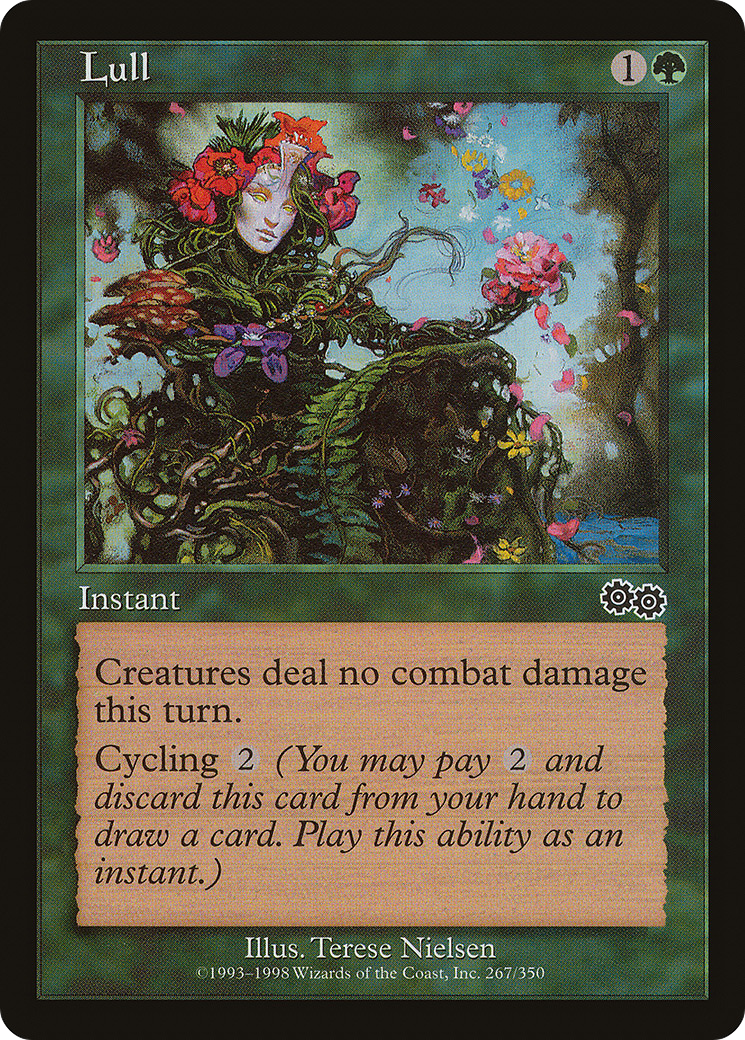 Lull 1
Instant
Creatures deal no combat damage
this turn.
Cycling 2 (You may pay 2 and
discard this card from your hand to
draw a card. Play this ability as an
instant.)
Illus. Terese Nielsen
©1993–1998 Wizards of the Coast, Inc. 267/350